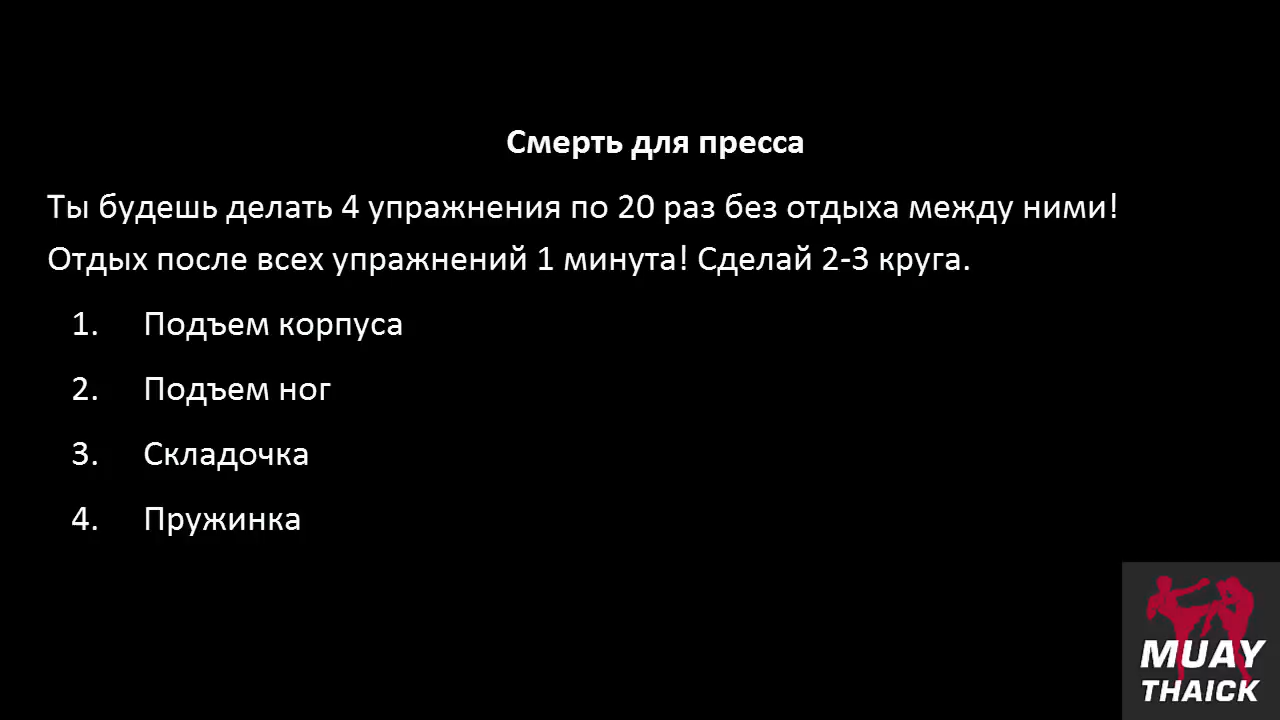 Смерть для пресса
Ты будешь делать 4 упражнения по 20 раз без отдыха между ними!
Отдых после всех упражнений 1 минута! Сделай 2-3 круга.
1. Подъем корпуса
2. Подъем ног
3. Складочка
4. Пружинка
MUAY
THAICK